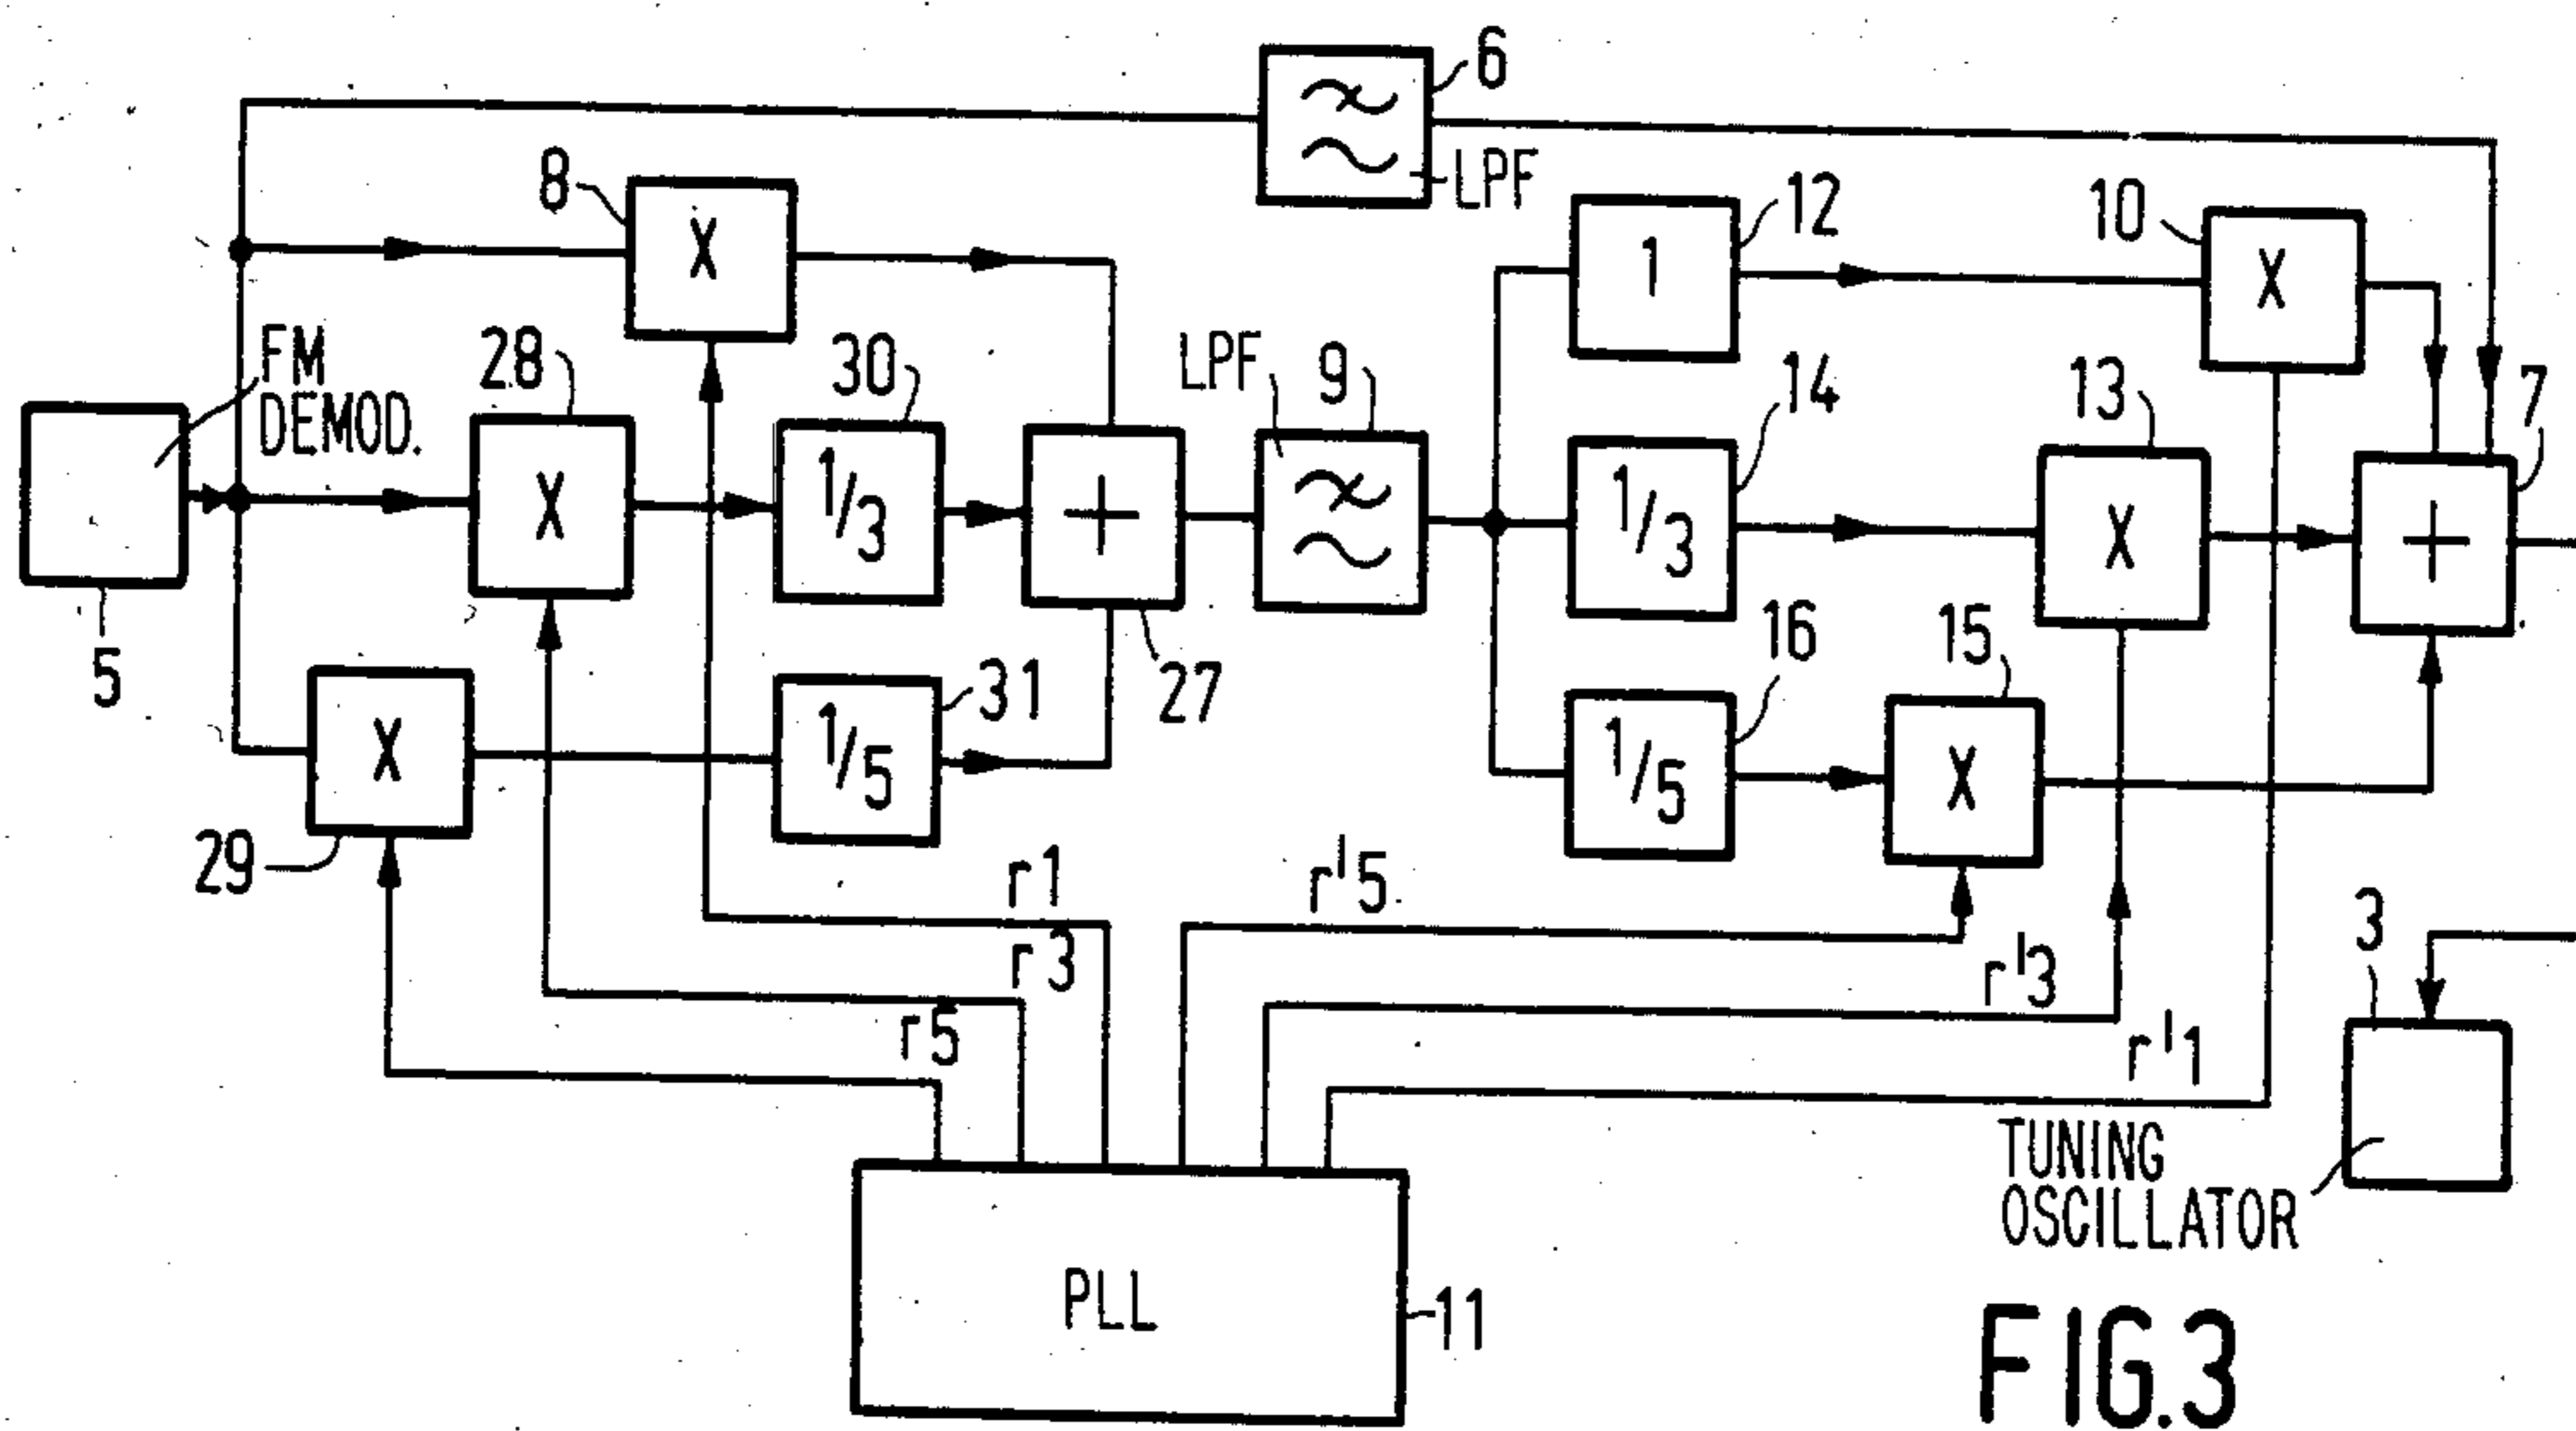 6
LPF
8
X
12
1
10
X
FM
DEMOD.
28
X
30
1/3
LPF
9
14
1/3
13
X
7
+
+
5
29
X
31
1/5
27
16
1/5
15
X
r1
r3
r5
r'5
r'3
r'1
3
TUNING
OSCILLATOR
PLL
11
FIG.3